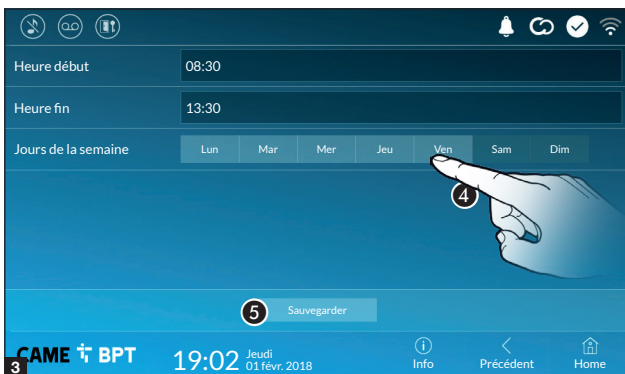 Heure début 08:30
Heure fin 13:30
Jours de la semaine Lun Mar Mer Jeu Ven Sam Dim
4
5 Sauvegarder
3
CAME BPT 19:02 Jeudi
01 févr. 2018
Info Précédent Home